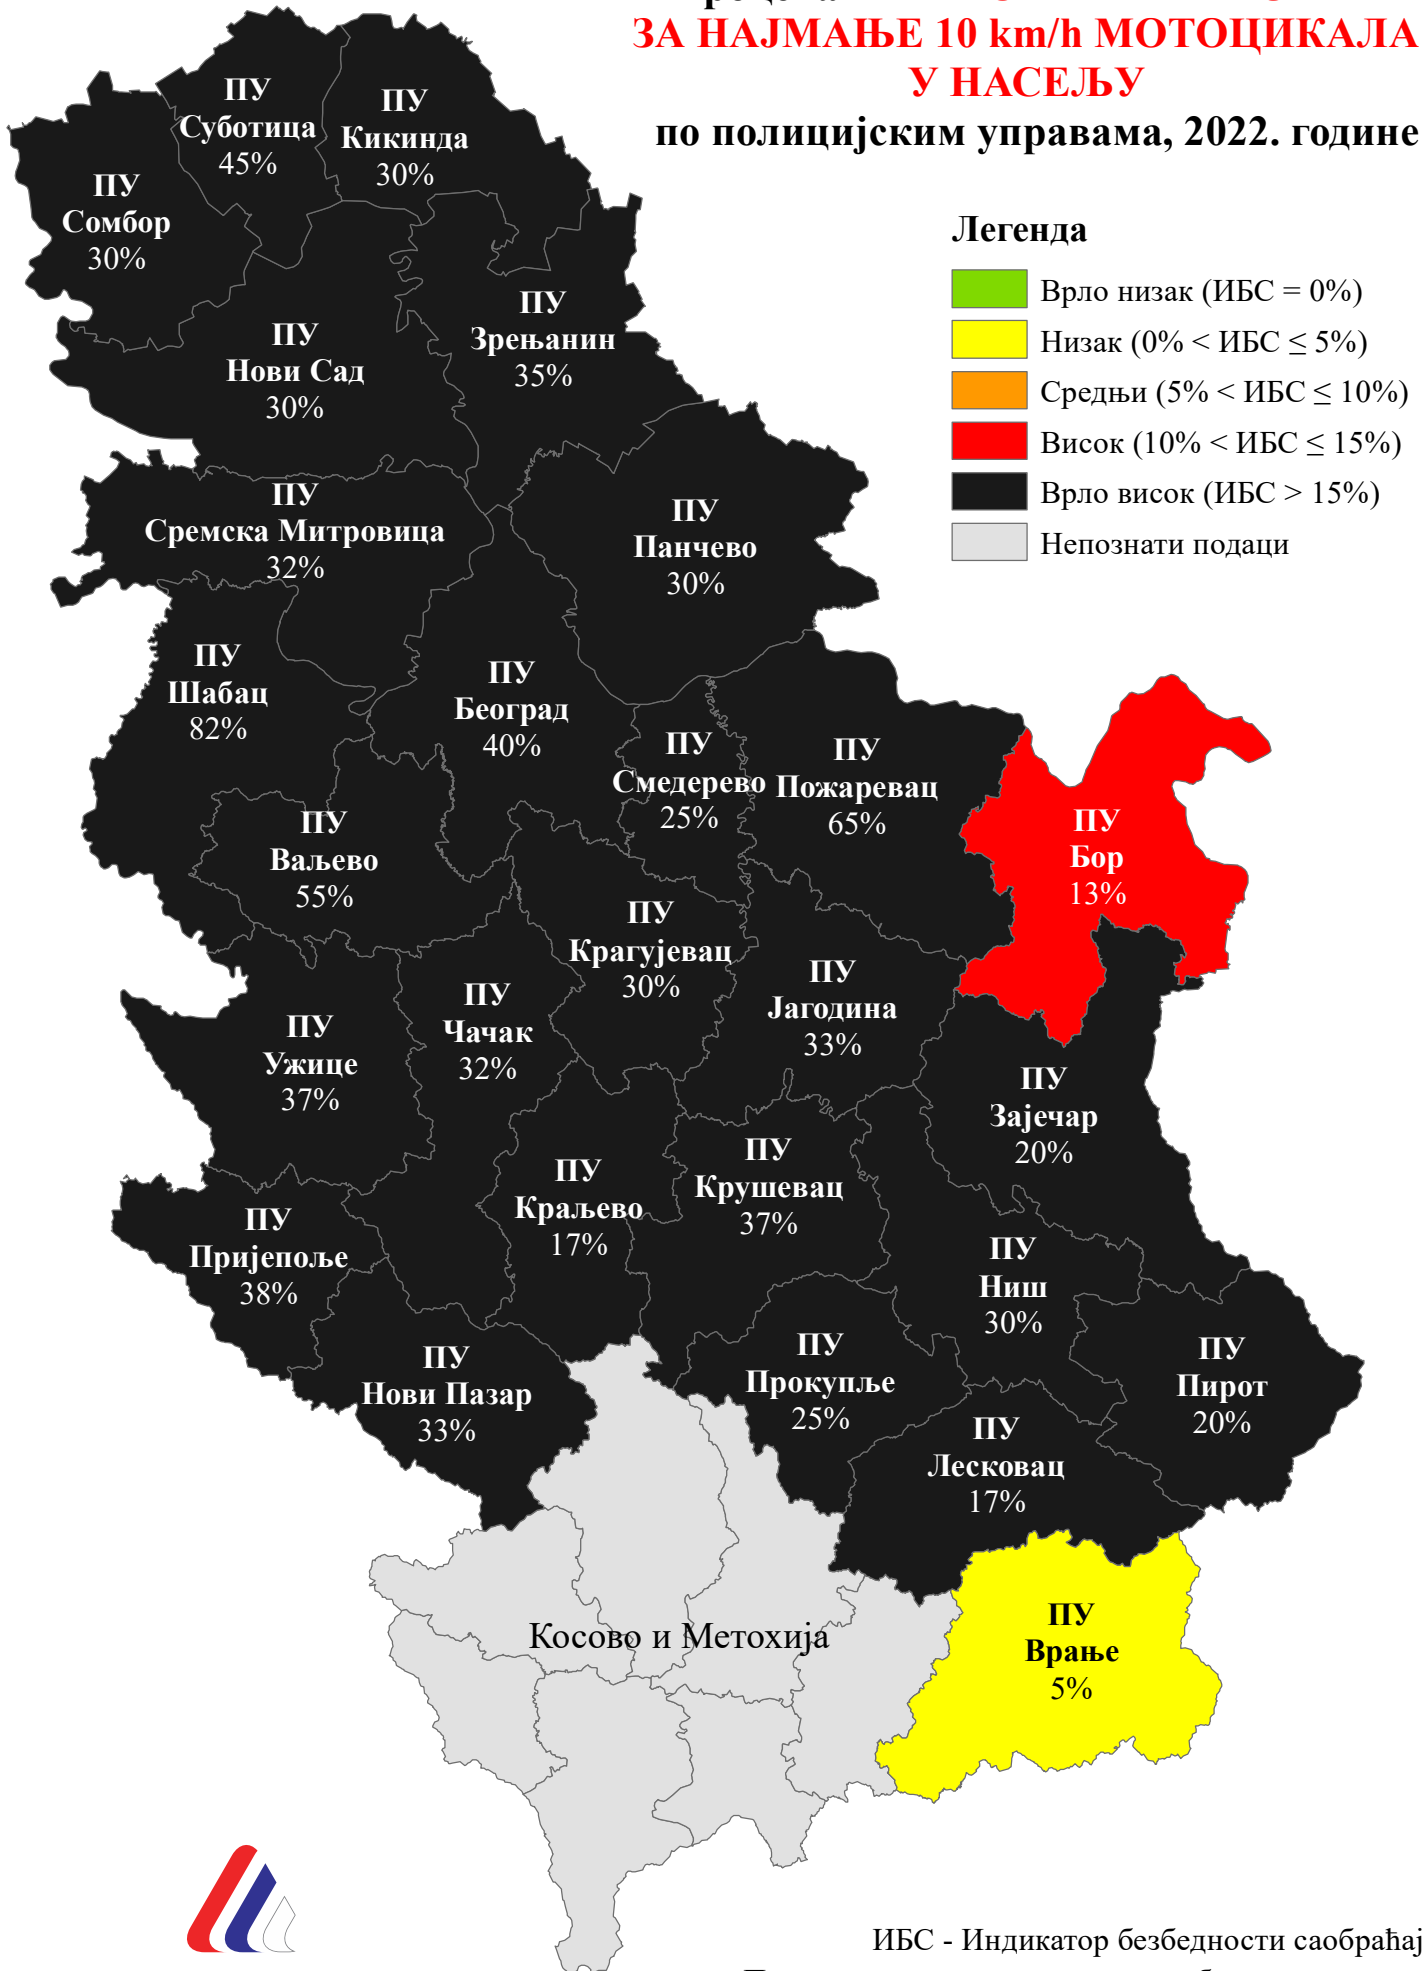 ЗА НАЈМАЊЕ 10 km/h МОТОЦИКАЛА
У НАСЕЉУ
по полицијским управама, 2022. године
Легенда
Врло низак (ИБС = 0%)
Низак (0% < ИБС ≤ 5%)
Средњи (5% < ИБС ≤ 10%)
Висок (10% < ИБС ≤ 15%)
Врло висок (ИБС > 15%)
Непознати подаци
ПУ
Суботица
45%
ПУ
Кикинда
30%
ПУ
Сомбор
30%
ПУ
Зрењанин
35%
ПУ
Нови Сад
30%
ПУ
Сремска Митровица
32%
ПУ
Панчево
30%
ПУ
Шабац
82%
ПУ
Београд
40%
ПУ
Смедерево
25%
ПУ
Пожаревац
65%
ПУ
Бор
13%
ПУ
Ваљево
55%
ПУ
Крагујевац
30%
ПУ
Јагодина
33%
ПУ
Чачак
32%
ПУ
Ужице
37%
ПУ
Зајечар
20%
ПУ
Крушевац
37%
ПУ
Краљево
17%
ПУ
Пријепоље
38%
ПУ
Ниш
30%
ПУ
Прокупље
25%
ПУ
Пирот
20%
ПУ
Нови Пазар
33%
ПУ
Лесковац
17%
ПУ
Врање
5%
Косово и Метохија
ИБС - Индикатор безбедности саобраћај